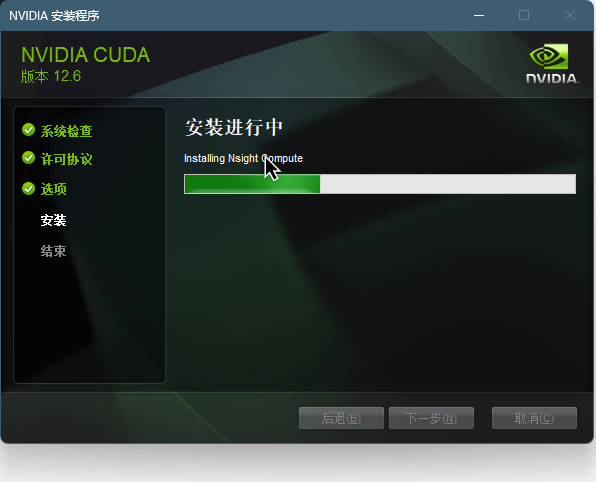 NVIDIA 安装程序
NVIDIA CUDA
版本 12.6
NVIDIA.
系统检查
许可协议
选项
安装
结束
安装进行中
Installing Nsight Compute
后退(B)
下一步(N)
取消(C)